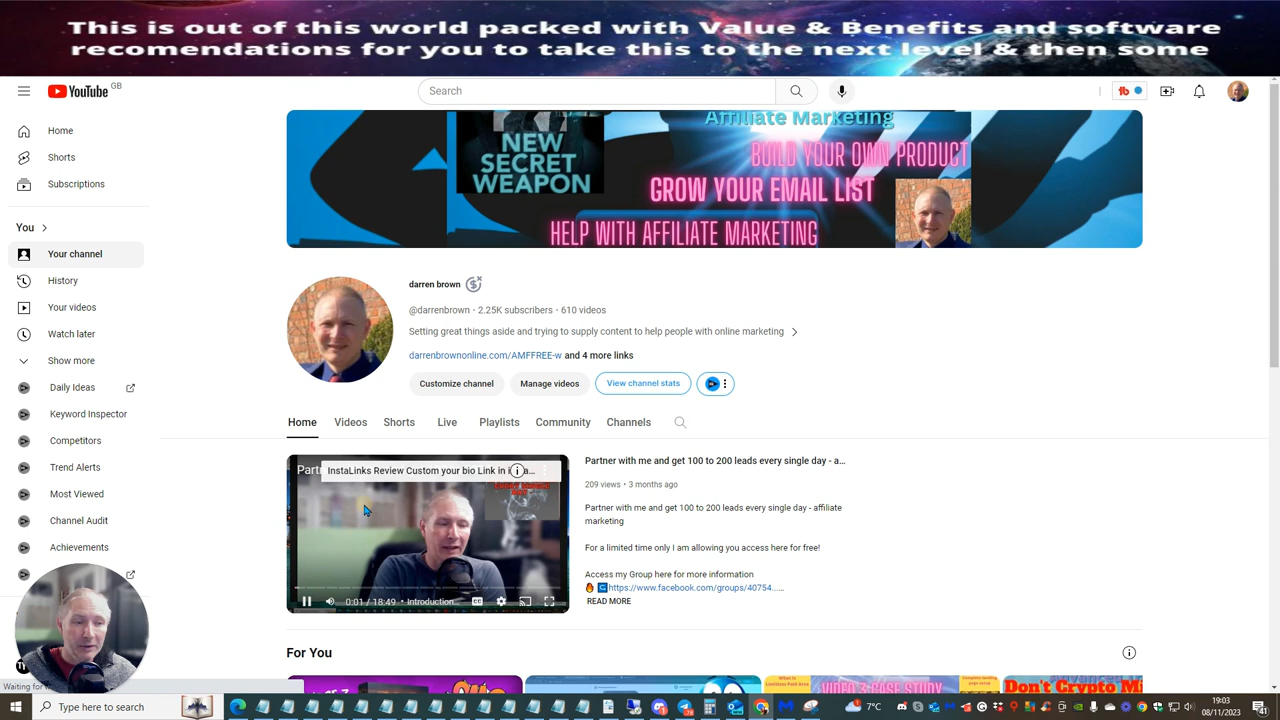 This is out of this world packed with Value & Benefits and software
recomendations for you to take this to the next level & then some
YouTube GB
Search
Home
Shorts
Subscriptions
You
Your channel
History
Your videos
Watch later
Show more
Daily Ideas
Keyword Inspector
Competitors
Trend Alerts
Most Viewed
Channel Audit
Achievements
Affiliate Marketing
NEW
SECRET
WEAPON
BUILD YOUR OWN PRODUCT
GROW YOUR EMAIL LIST
HELP WITH AFFILIATE MARKETING
darren brown
@darrenbrown · 2.25K subscribers · 610 videos
Setting great things aside and trying to supply content to help people with online marketing
darrenbrownonline.com/AMFFREE-w and 4 more links
Customize channel
Manage videos
View channel stats
Home Videos Shorts Live Playlists Community Channels
InstaLinks Review Custom your bio Link in
0:01 / 18:49 • Introduction
Partner with me and get 100 to 200 leads every single day - a...
209 views • 3 months ago
Partner with me and get 100 to 200 leads every single day - affiliate
marketing
For a limited time only I am allowing you access here for free!
Access my Group here for more information
https://www.facebook.com/groups/40754......
READ MORE
For You
VIDEO 3 CASE STUDY
Don't Crypto Mi
Waiting for
Type here to search
7°C
19:03
08/11/2023